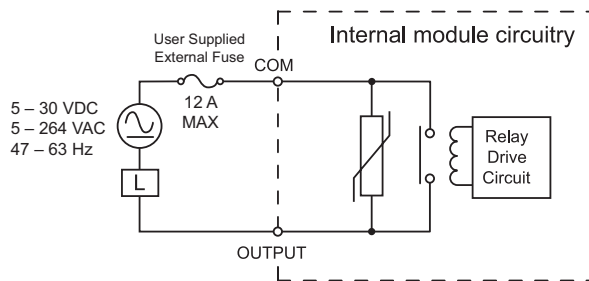 Internal module circuitry
User Supplied
External Fuse
COM
12 A
MAX
5 – 30 VDC
5 – 264 VAC
47 – 63 Hz
L
Relay
Drive
Circuit
OUTPUT